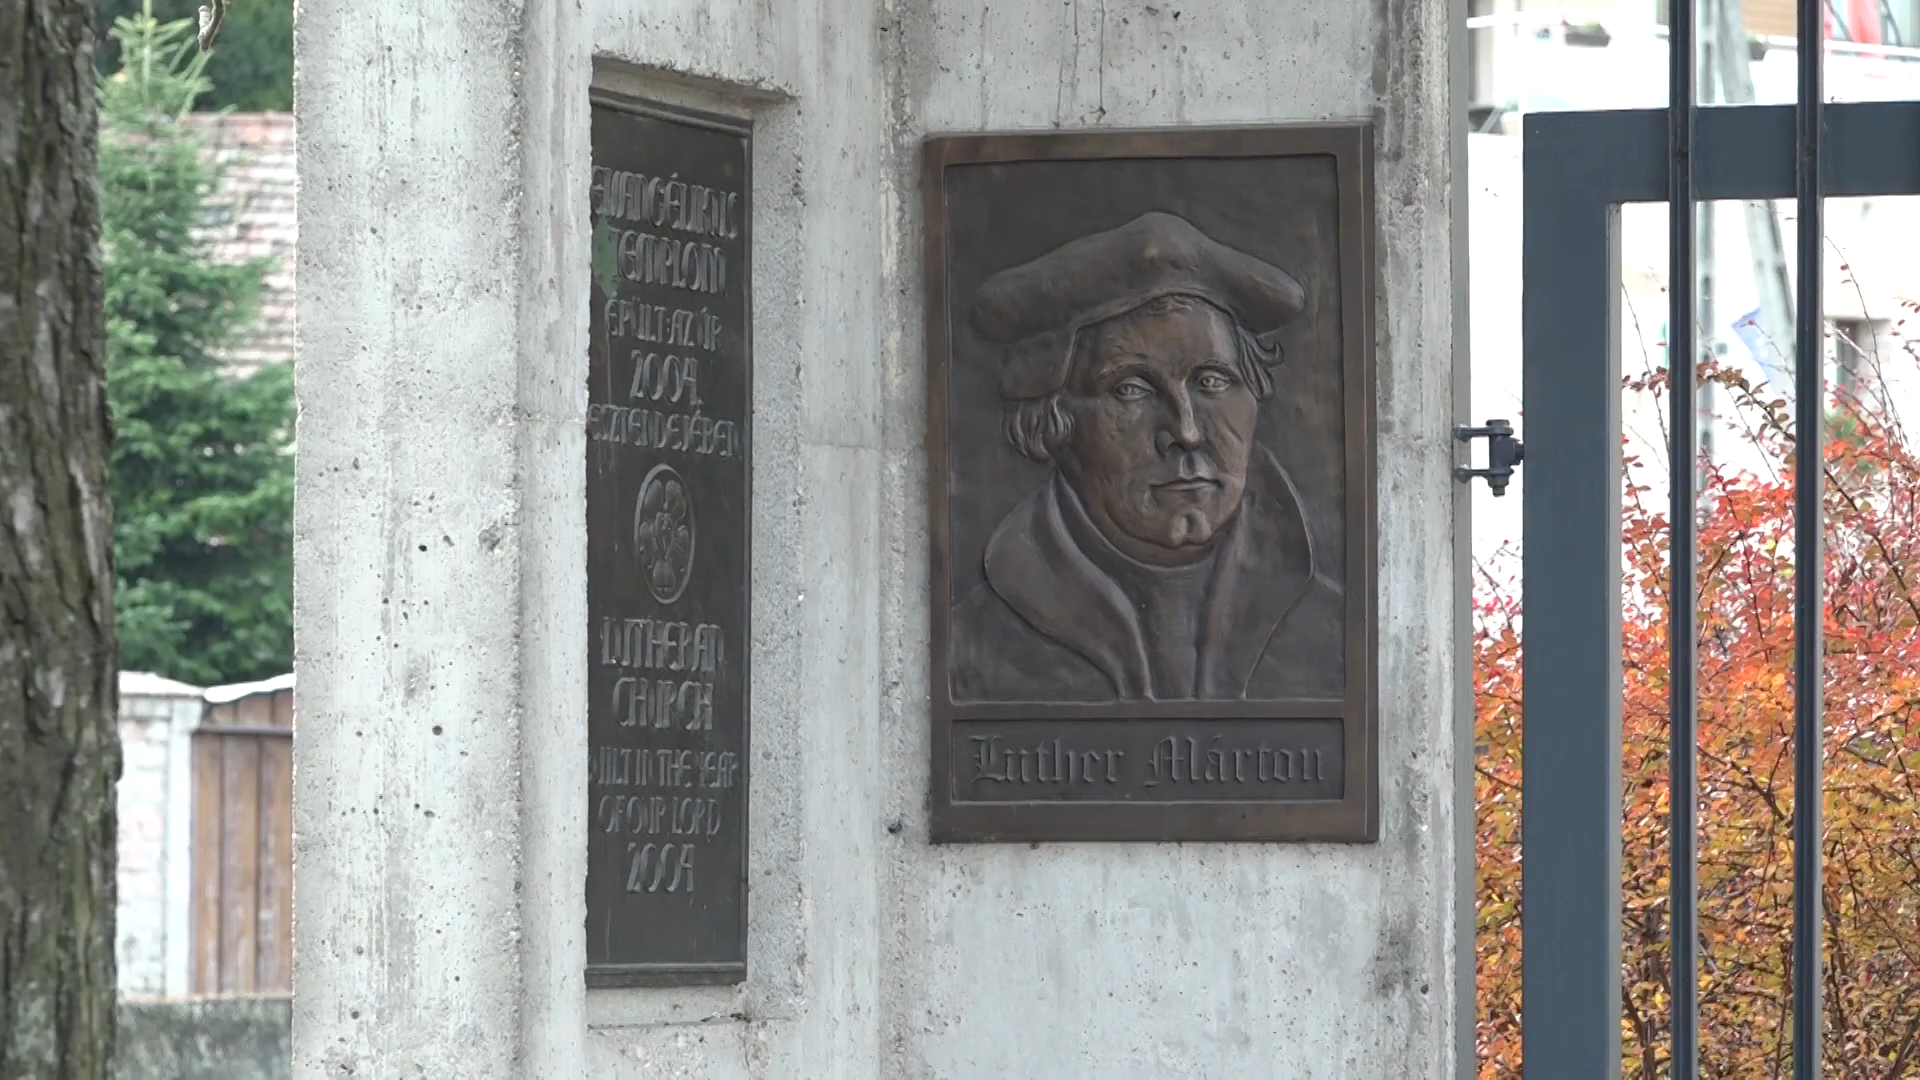 EVANGÉLIKUS
TEMPLOM
ÉPÜLT·AZ ÚR
2004.
ESZTENDEJÉBEN
LUTHERAN
CHURCH
BUILT IN THE YEAR
OF OUR LORD
2004
Luther Márton